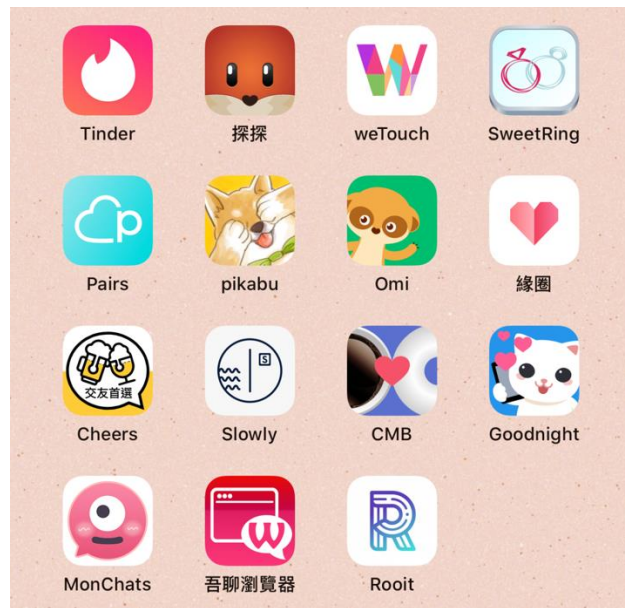 Tinder
探探
weTouch
SweetRing
Pairs
pikabu
Omi
緣圈
交友首選
Cheers
S
Slowly
CMB
Goodnight
MonChats
吾聊瀏覽器
Rooit